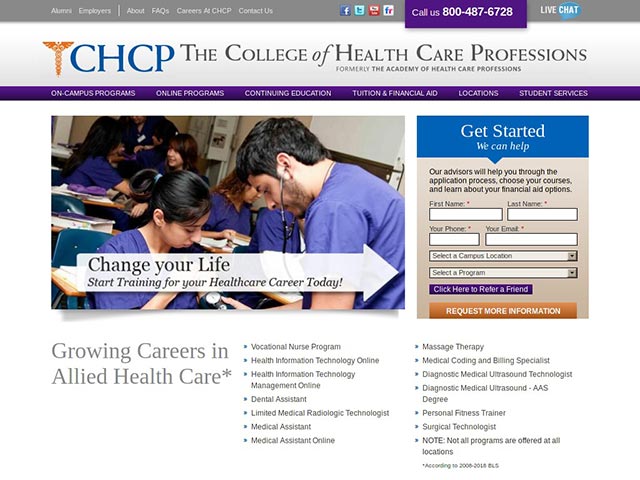 Alumni Employers About FAQs Careers At CHCP Contact Us
Call us 800-487-6728
LIVE CHAT
CHCP THE COLLEGE of HEALTH CARE PROFESSIONS
FORMERLY THE ACADEMY OF HEALTH CARE PROFESSIONS
ON-CAMPUS PROGRAMS ONLINE PROGRAMS CONTINUING EDUCATION TUITION & FINANCIAL AID LOCATIONS STUDENT SERVICES
Change your Life
Start Training for your Healthcare Career Today!
Get Started
We can help
Our advisors will help you through the
application process, choose your courses,
and learn about your financial aid options.
First Name: * Last Name: *
Your Phone: * Your Email: *
Select a Campus Location
Select a Program
Click Here to Refer a Friend
REQUEST MORE INFORMATION
Growing Careers in
Allied Health Care*
Vocational Nurse Program
Health Information Technology Online
Health Information Technology
Management Online
Dental Assistant
Limited Medical Radiologic Technologist
Medical Assistant
Medical Assistant Online
Massage Therapy
Medical Coding and Billing Specialist
Diagnostic Medical Ultrasound Technologist
Diagnostic Medical Ultrasound - AAS
Degree
Personal Fitness Trainer
Surgical Technologist
NOTE: Not all programs are offered at all
locations
*According to 2008-2018 BLS